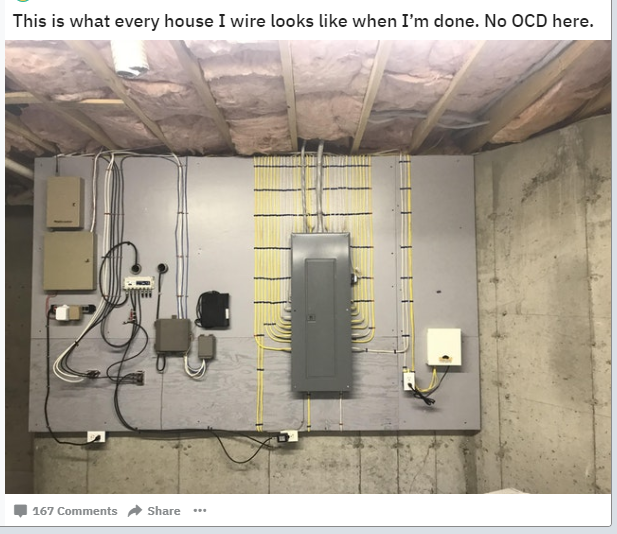 This is what every house I wire looks like when I'm done. No OCD here.
167 Comments Share ...